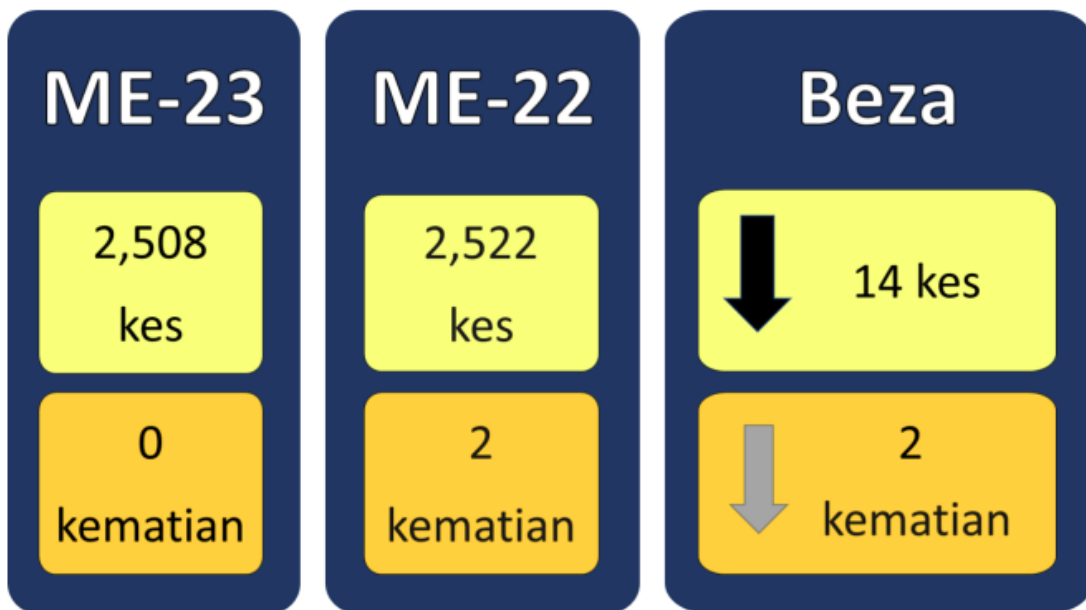 ME-23
2,508
kes
0
kematian
ME-22
2,522
kes
2
kematian
Beza
14 kes
2
kematian